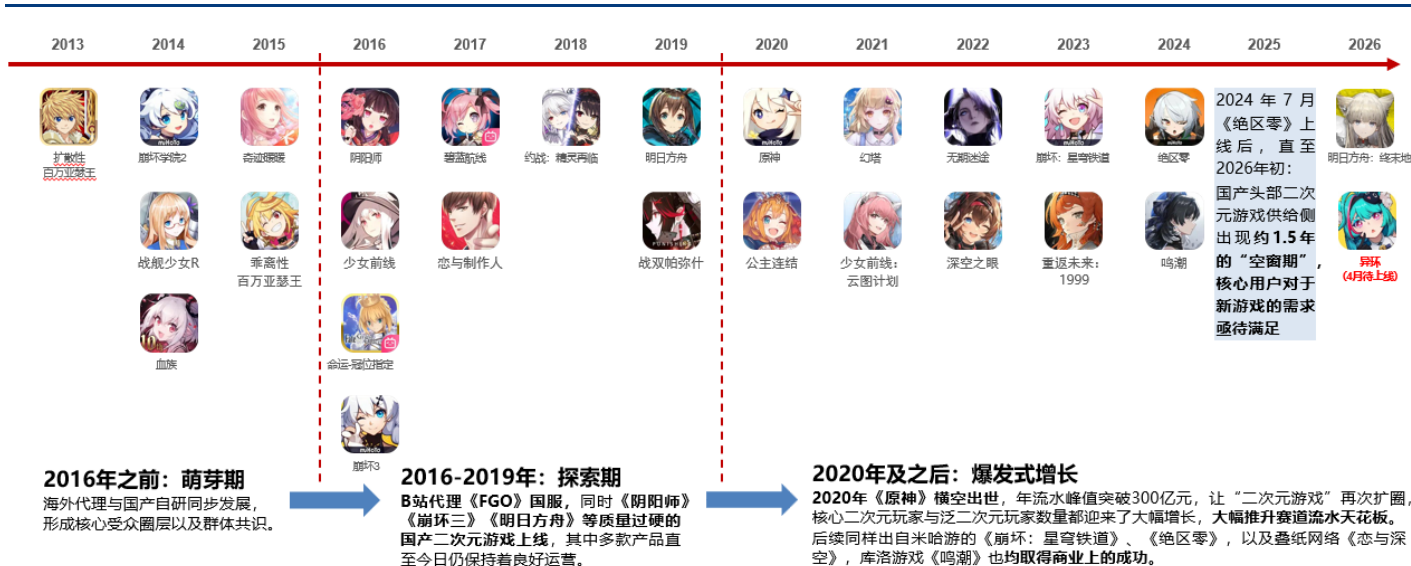 2013 2014 2015 2016 2017 2018 2019 2020 2021 2022 2023 2024 2025 2026
扩散性
百万亚瑟王
崩坏学院2
奇迹暖暖
阴阳师
碧蓝航线
约战：精灵再临
明日方舟
原神
幻塔
无期迷途
崩坏：星穹铁道
绝区零
明日方舟：终末地
战舰少女R
乖离性
百万亚瑟王
少女前线
恋与制作人
战双帕弥什
公主连结
少女前线：
云图计划
深空之眼
重返未来：
1999
鸣潮
异环
（4月待上线）
血族
命运-冠位指定
崩坏3
2024年7月
《绝区零》上
线后，直至
2026年初：
国产头部二次
元游戏供给侧
出现约1.5年
的“空窗期”，
核心用户对于
新游戏的需求
亟待满足
2016年之前：萌芽期
海外代理与国产自研同步发展，
形成核心受众圈层以及群体共识。
2016-2019年：探索期
B站代理《FGO》国服，同时《阴阳师》
《崩坏三》《明日方舟》等质量过硬的
国产二次元游戏上线，其中多款产品直
至今日仍保持着良好运营。
2020年及之后：爆发式增长
2020年《原神》横空出世，年流水峰值突破300亿元，让“二次元游戏”再次扩圈，
核心二次元玩家与泛二次元玩家数量都迎来了大幅增长，大幅推升赛道流水天花板。
后续同样出自米哈游的《崩坏：星穹铁道》、《绝区零》，以及叠纸网络《恋与深
空》，库洛游戏《鸣潮》也均取得商业上的成功。